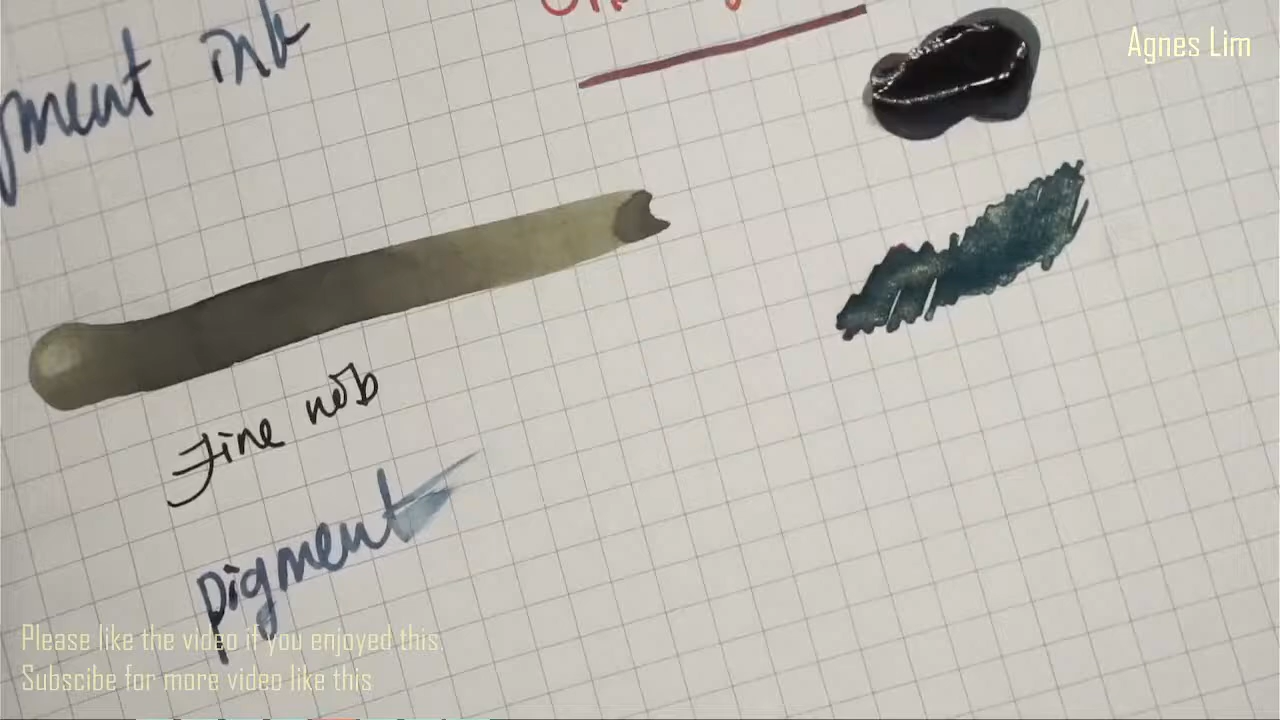 ink
Agnes Lim
Fine nib
pigment
Please like the video if you enjoyed this.
Subscibe for more video like this